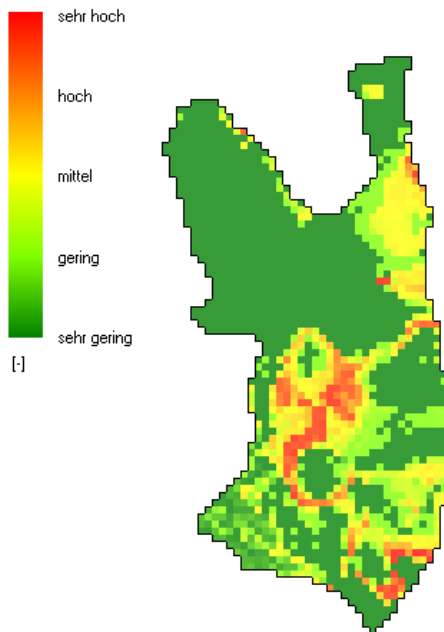 sehr hoch
hoch
mittel
gering
sehr gering
[-]